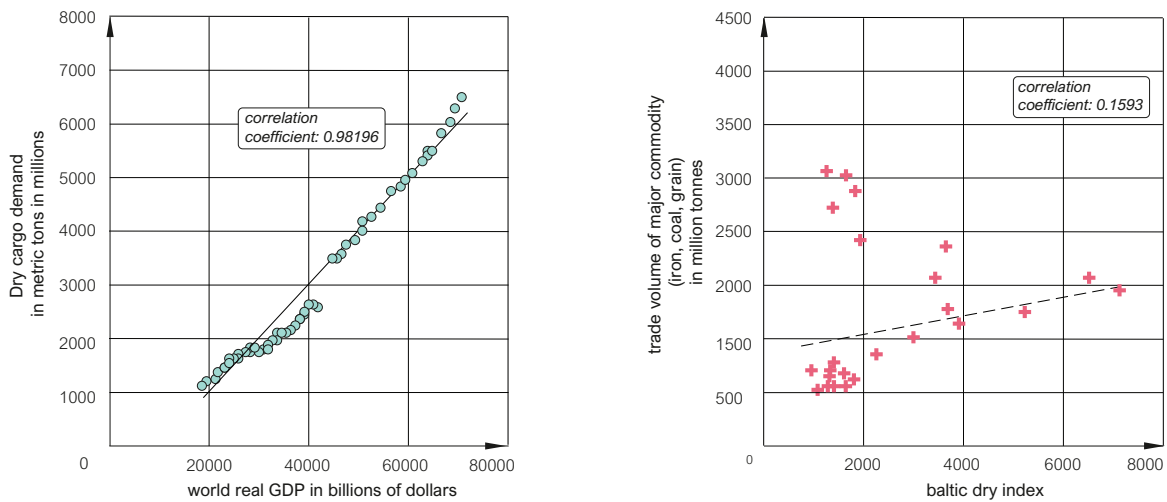 8000
7000
6000
5000
4000
3000
2000
1000
0
20000
40000
60000
80000
Dry cargo demand
in metric tons in millions
correlation
coefficient: 0.98196
world real GDP in billions of dollars
4500
4000
3500
3000
2500
2000
1500
500
0
2000
4000
6000
8000
trade volume of major commodity
(iron, coal, grain)
in million tonnes
correlation
coefficient: 0.1593
baltic dry index